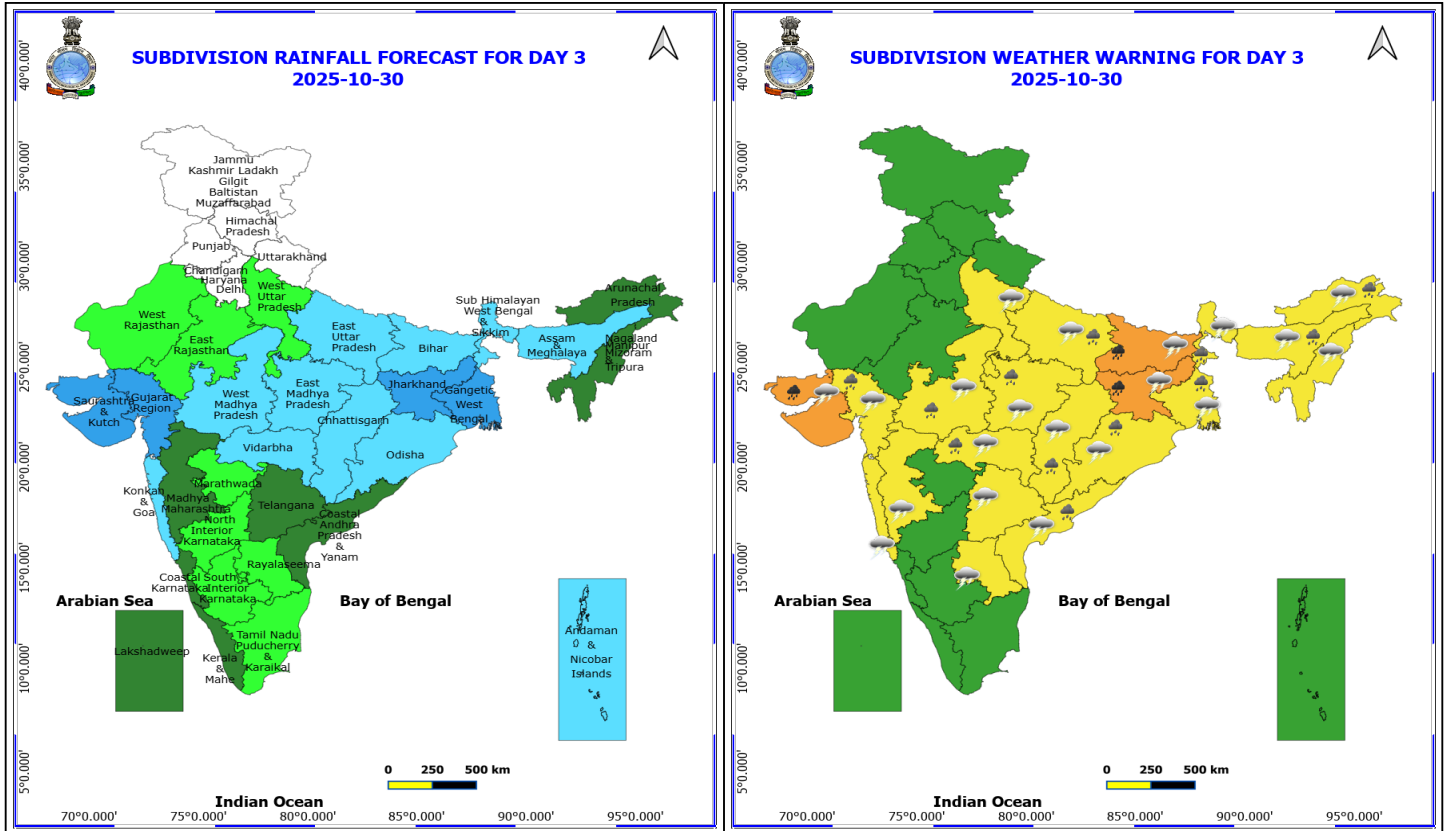 SUBDIVISION RAINFALL FORECAST FOR DAY 3
2025-10-30
40°0.000'
35°0.000'
30°0.000'
25°0.000'
20°0.000'
15°0.000'
10°0.000'
5°0.000'
Jammu
Kashmir Ladakh
Gilgit
Baltistan
Muzaffarabad
Himachal
Pradesh
Punjab
Uttarakhand
Chandigarh
Haryana
Delhi
West
Uttar
Pradesh
West
Rajasthan
East
Rajasthan
East
Uttar
Pradesh
Bihar
Sub Himalayan
West Bengal
&
Sikkim
Arunachal
Pradesh
Assam
&
Meghalaya
Nagaland
Manipur
Mizoram
&
Tripura
Saurashtra
&
Kutch
Gujarat
Region
West
Madhya
Pradesh
East
Madhya
Pradesh
Jharkhand
Gangetic
West
Bengal
Chhattisgarh
Vidarbha
Odisha
Konkan
&
Goa
Madhya
Maharashtra
Marathwada
Telangana
North
Interior
Karnataka
Coastal
Andhra
Pradesh
&
Yanam
Rayalaseema
Coastal
Karnataka
South
Interior
Karnataka
Arabian Sea
Bay of Bengal
Lakshadweep
Kerala
&
Mahe
Tamil Nadu
Puducherry
&
Karaikal
Andaman
&
Nicobar
Islands
0 250 500 km
Indian Ocean
70°0.000' 75°0.000' 80°0.000' 85°0.000' 90°0.000' 95°0.000'
SUBDIVISION WEATHER WARNING FOR DAY 3
2025-10-30
40°0.000'
35°0.000'
30°0.000'
25°0.000'
20°0.000'
15°0.000'
10°0.000'
5°0.000'
Arabian Sea
Bay of Bengal
0 250 500 km
Indian Ocean
70°0.000' 75°0.000' 80°0.000' 85°0.000' 90°0.000' 95°0.000'